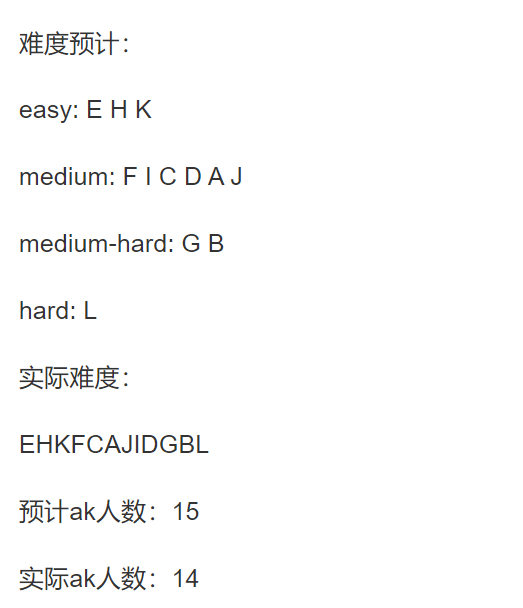 难度预计：
easy: E H K
medium: F I C D A J
medium-hard: G B
hard: L
实际难度：
EHKFCAJIDGBL
预计ak人数：15
实际ak人数：14